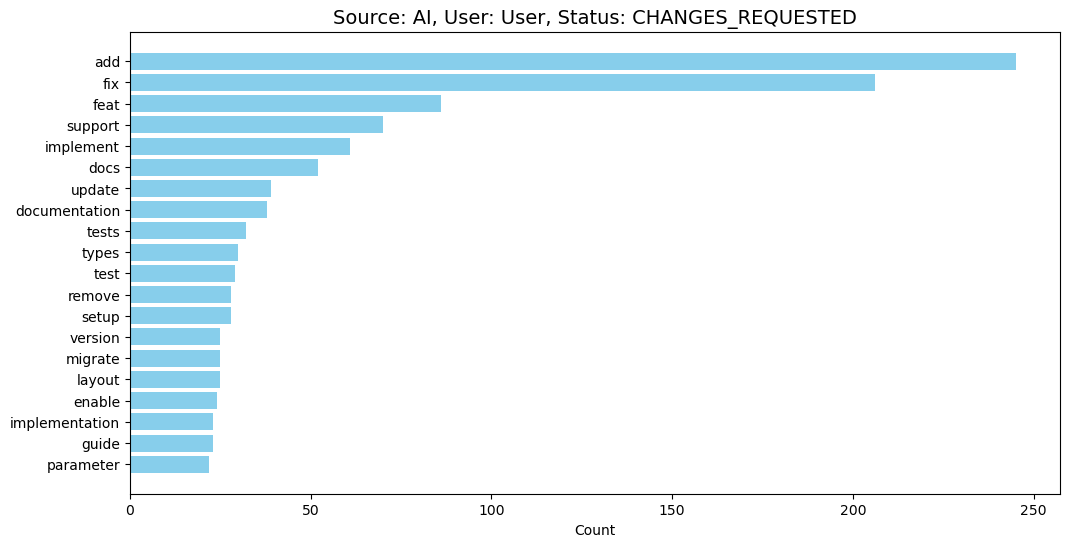 Source: AI, User: User, Status: CHANGES_REQUESTED
add
fix
feat
support
implement
docs
update
documentation
tests
types
test
remove
setup
version
migrate
layout
enable
implementation
guide
parameter
0 50 100 150 200 250
Count